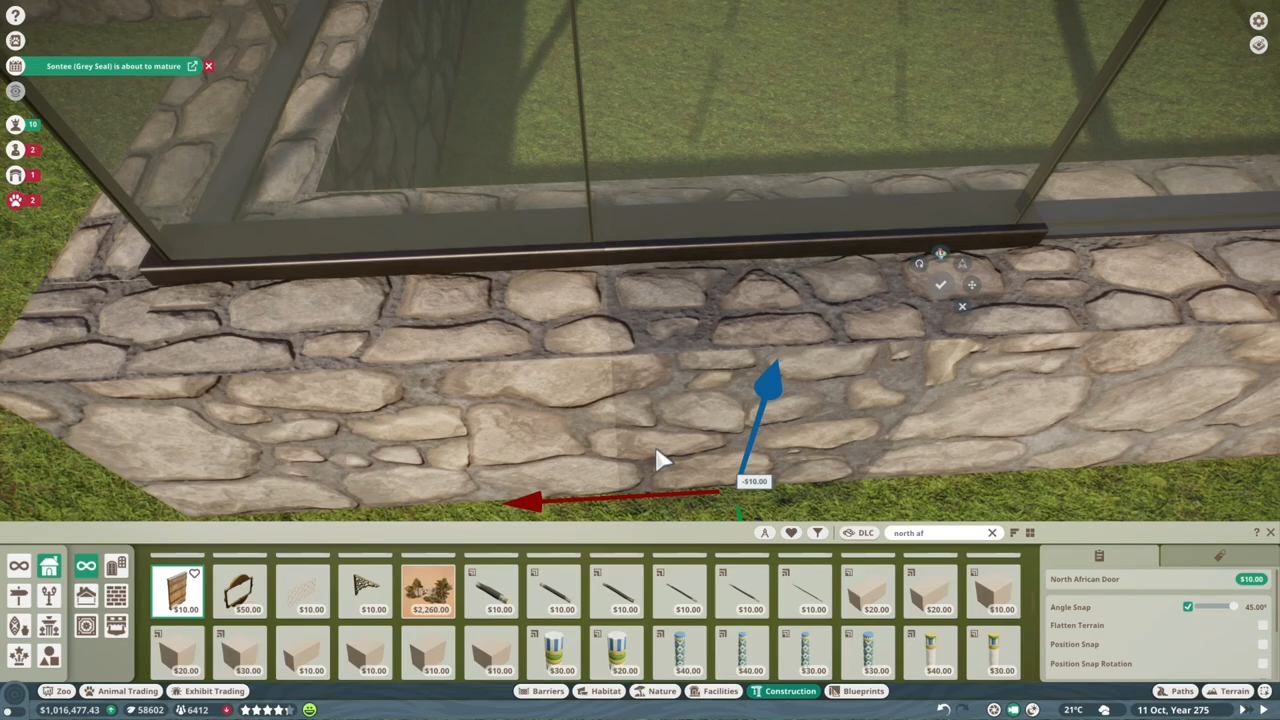 ?
Sontee (Grey Seal) is about to mature
10
2
1
2
-$10.00
DLC
north af
?
$10.00
$50.00
$10.00
$10.00
$2,260.00
$10.00
$10.00
$10.00
$10.00
$10.00
$10.00
$20.00
$20.00
$10.00
North African Door
$10.00
Angle Snap
45.00°
Flatten Terrain
Position Snap
Position Snap Rotation
$20.00
$30.00
$10.00
$10.00
$10.00
$10.00
$30.00
$20.00
$40.00
$40.00
$30.00
$30.00
$40.00
$40.00
Zoo
Animal Trading
Exhibit Trading
Barriers
Habitat
Nature
Facilities
Construction
Blueprints
Paths
Terrain
$1,016,477.43
58602
6412
21°C
11 Oct, Year 275